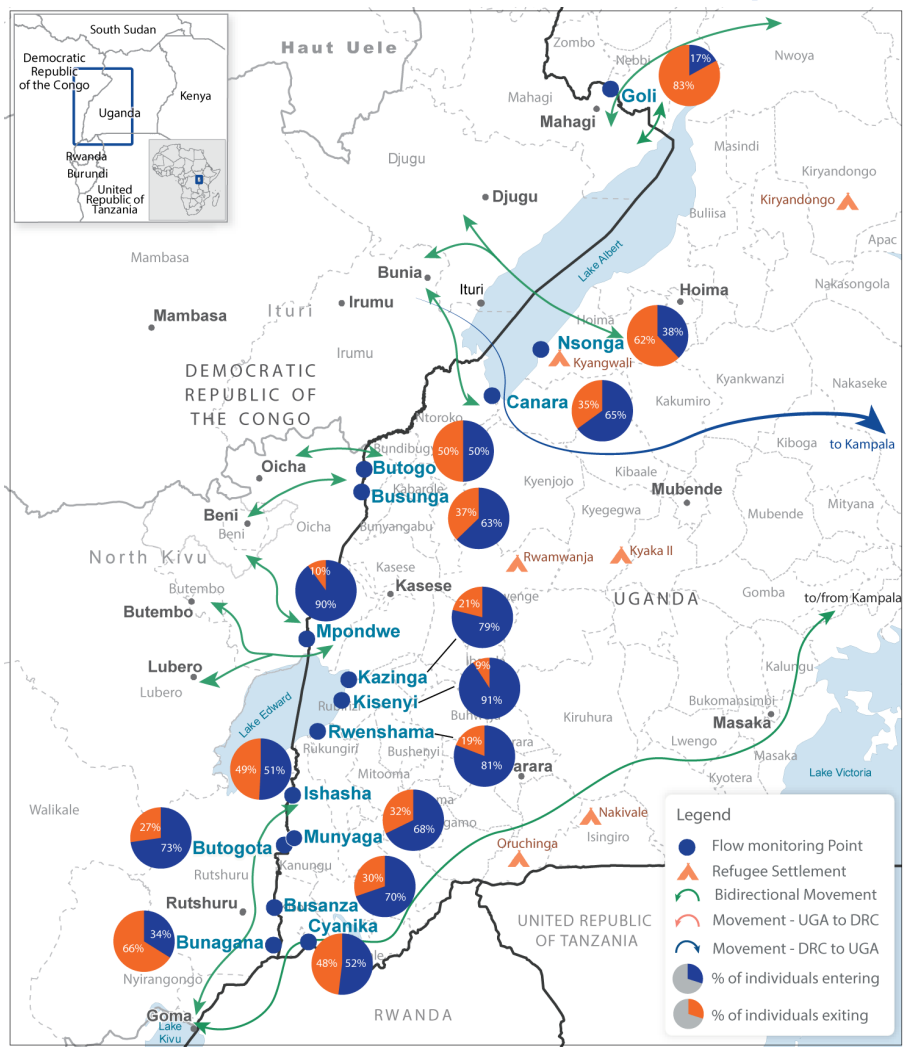 South Sudan
Democratic
Republic
of the Congo
Uganda
Kenya
Rwanda
Burundi
United
Republic of
Tanzania
Haut Uele
Zombo
Nebbi
Nwoya
17%
83%
Goli
Mahagi
Mahagi
Masindi
Djugu
Kiryandongo
Kiryandongo
Djugu
Buliisa
Apac
Mambasa
Lake Albert
Bunia
Nakasongola
Ituri
Irumu
Hoima
Ituri
Mambasa
Hoima
38%
62%
Nsonga
Irumu
Kyangwali
DEMOCRATIC
REPUBLIC OF
THE CONGO
Kyankwanzi
Nakaseke
Canara
35%
65%
Kakumiro
Ntoroko
Kiboga
to Kampala
50%
50%
Oicha
Butogo
Kibaale
Kyenjojo
Mubende
Busunga
Kabarole
Mityana
Beni
Kyegegwa
Mubende
Oicha
Beni
Bunyangabu
37%
63%
North Kivu
Rwamwanja
Kyaka II
10%
90%
Kasese
Kasese
Butembo
Butembo
UGANDA
Gomba
to/from Kampala
21%
79%
Mpondwe
Lubero
Lubero
Kalungu
9%
91%
Kazinga
Kisenyi
Bukomansimbi
Lake Edward
Kiruhura
Masaka
Rwenshama
19%
81%
Lwengo
Rukungiri
Bushenyi
Masaka
Mitooma
Kyotera
Lake Victoria
49%
51%
Ishasha
Walikale
32%
68%
Nakivale
27%
73%
Munyaga
Butogota
Isingiro
Oruchinga
Kanungu
Rutshuru
30%
70%
Rutshuru
Busanza
Cyanika
UNITED REPUBLIC
OF TANZANIA
34%
66%
Bunagana
48%
52%
Nyirangongo
Goma
Lake
Kivu
RWANDA
Legend
Flow monitoring Point
Refugee Settlement
Bidirectional Movement
Movement - UGA to DRC
Movement - DRC to UGA
% of individuals entering
% of individuals exiting